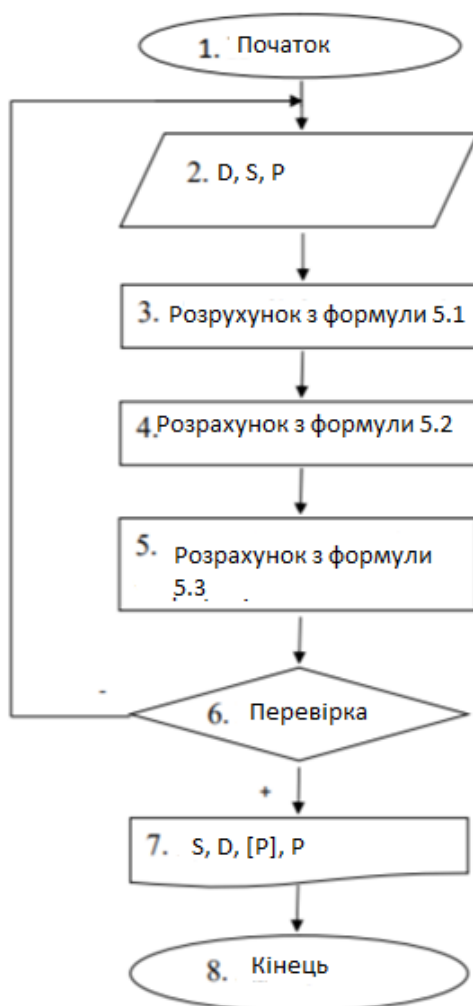 1. Початок
2. D, S, P
3. Розрухунок з формули 5.1
4. Розрахунок з формули 5.2
5. Розрахунок з формули
5.3
-
6. Перевірка
+
7. S, D, [P], P
8. Кінець